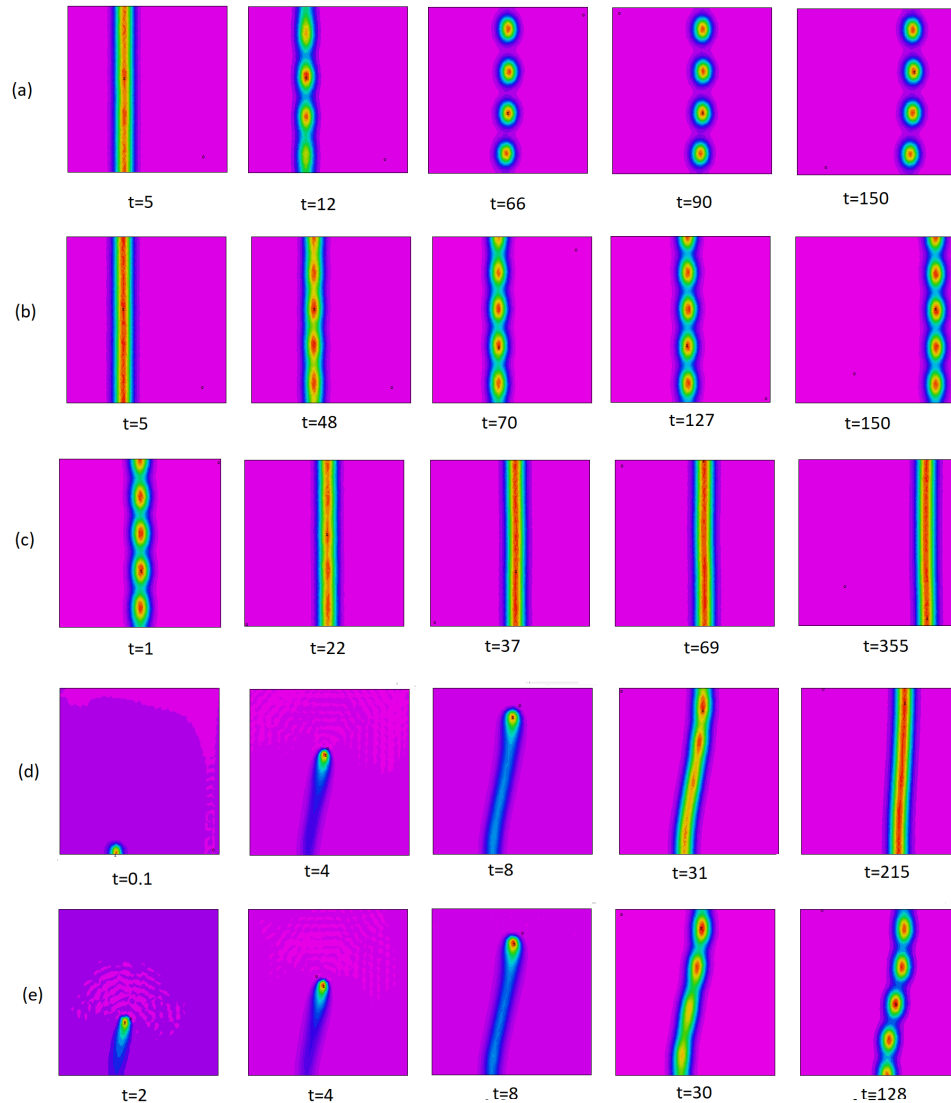 (a)
t=5 t=12 t=66 t=90 t=150
(b)
t=5 t=48 t=70 t=127 t=150
(c)
t=1 t=22 t=37 t=69 t=355
(d)
t=0.1 t=4 t=8 t=31 t=215
(e)
t=2 t=4 t=8 t=30 t=128